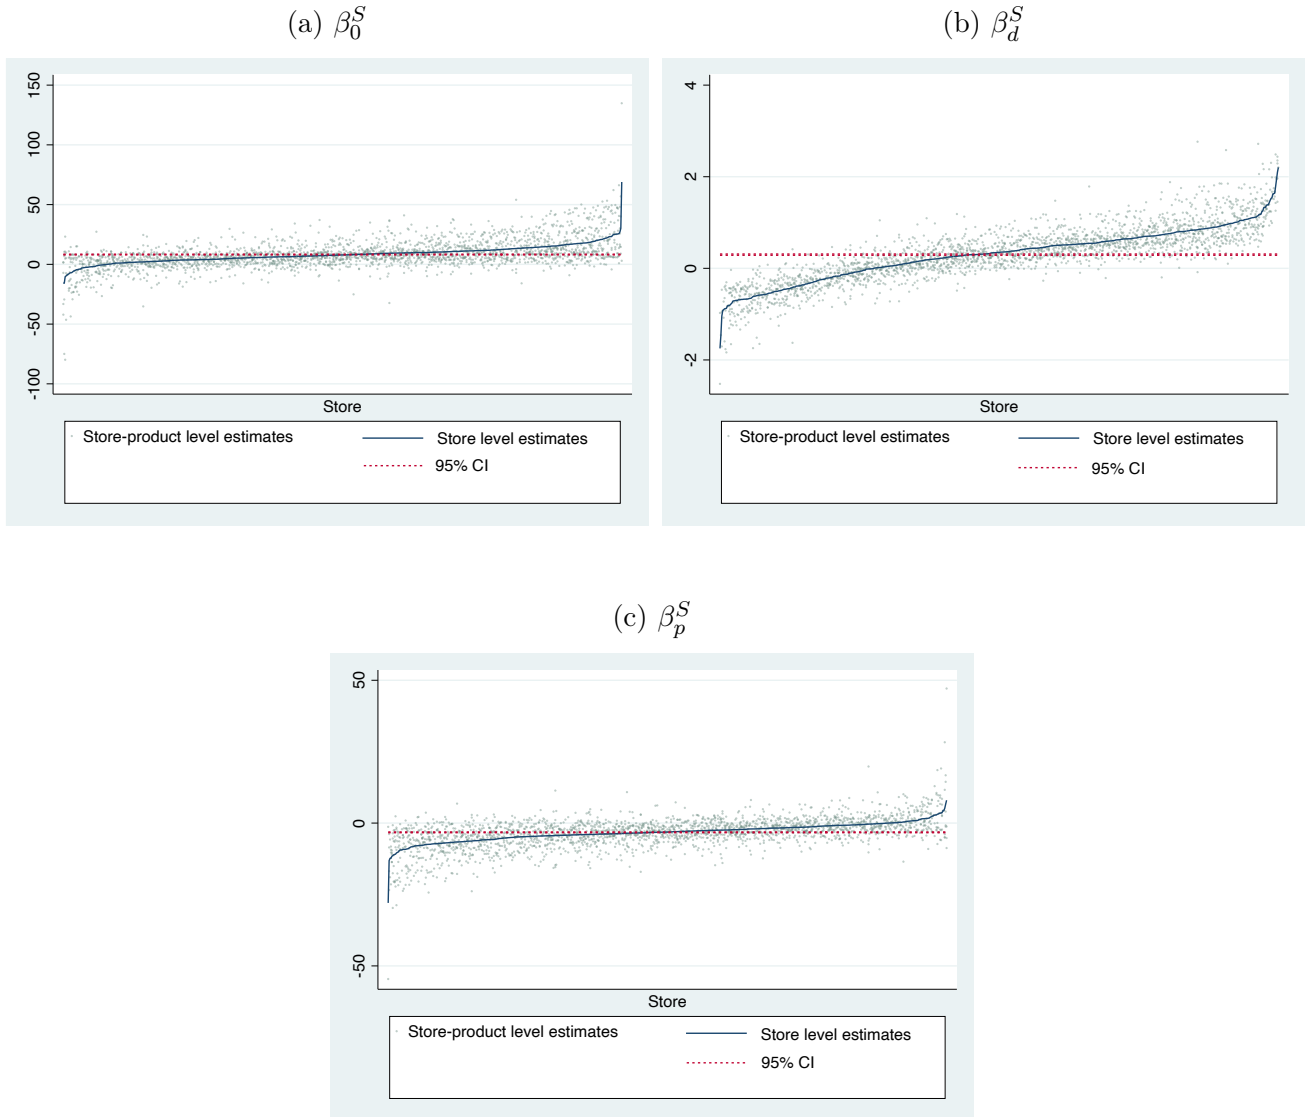 (a) β₀ˢ
150
100
50
0
-50
-100
Store
Store-product level estimates
Store level estimates
95% CI
(b) β_d^S
4
2
0
-2
Store
Store-product level estimates
Store level estimates
95% CI
(c) β_p^S
50
0
-50
Store
Store-product level estimates
Store level estimates
95% CI